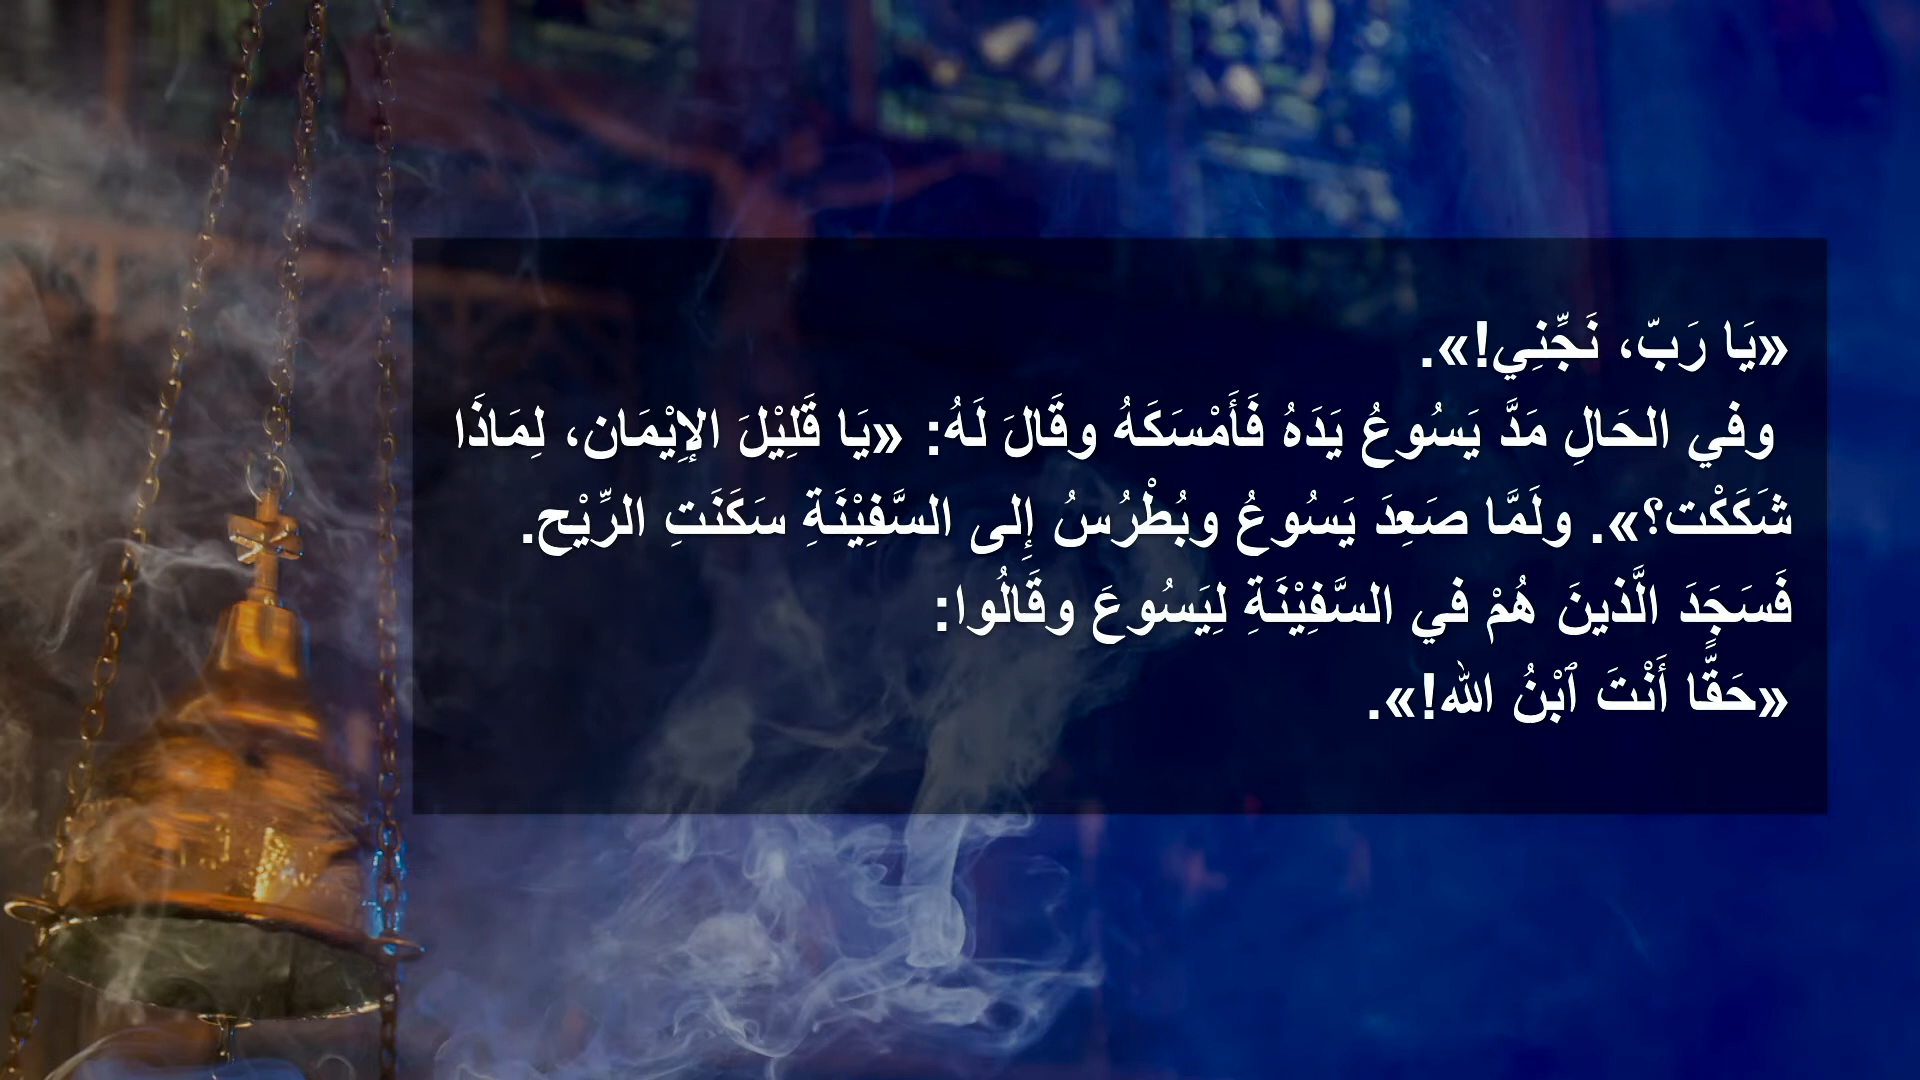 «يَا رَبّ، نَجِّنِي!».
وفي الحَالِ مَدَّ يَسُوعُ يَدَهُ فَأَمْسَكَهُ وقَالَ لَهُ: «يَا قَلِيْلَ الإِيْمَان، لِمَاذَا
شَكَكْت؟». ولَمَّا صَعِدَ يَسُوعُ وبُطْرُسُ إِلى السَّفِيْنَةِ سَكَنَتِ الرِّيْح.
فَسَجَدَ الَّذينَ هُمْ في السَّفِيْنَةِ لِيَسُوعَ وقَالُوا:
«حَقًّا أَنْتَ ٱبْنُ الله!».